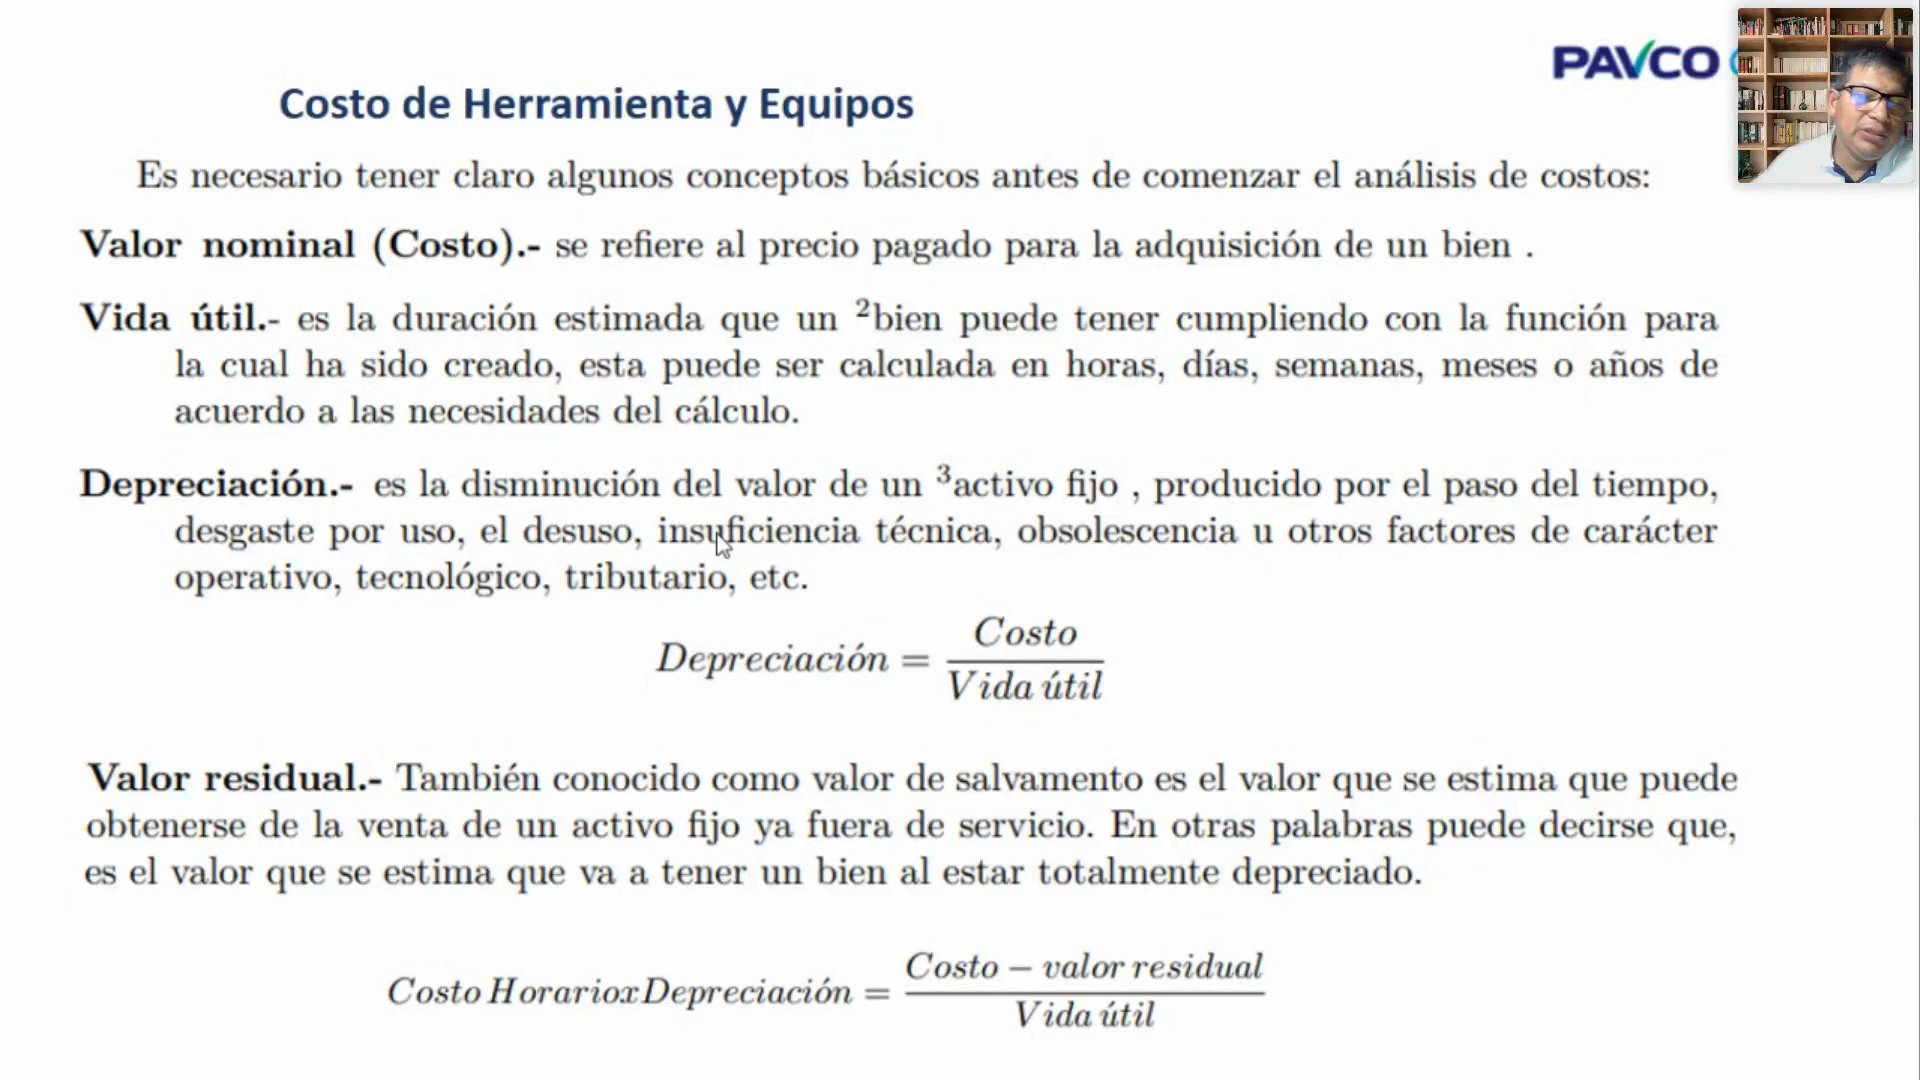 PAVCO
Costo de Herramienta y Equipos
Es necesario tener claro algunos conceptos básicos antes de comenzar el análisis de costos:
Valor nominal (Costo).- se refiere al precio pagado para la adquisición de un bien .
Vida útil.- es la duración estimada que un ²bien puede tener cumpliendo con la función para
la cual ha sido creado, esta puede ser calculada en horas, días, semanas, meses o años de
acuerdo a las necesidades del cálculo.
Depreciación.- es la disminución del valor de un ³activo fijo , producido por el paso del tiempo,
desgaste por uso, el desuso, insuficiencia técnica, obsolescencia u otros factores de carácter
operativo, tecnológico, tributario, etc.
Depreciación = Costo / Vida útil
Valor residual.- También conocido como valor de salvamento es el valor que se estima que puede
obtenerse de la venta de un activo fijo ya fuera de servicio. En otras palabras puede decirse que,
es el valor que se estima que va a tener un bien al estar totalmente depreciado.
Costo HorarioxDepreciación = Costo − valor residual / Vida útil